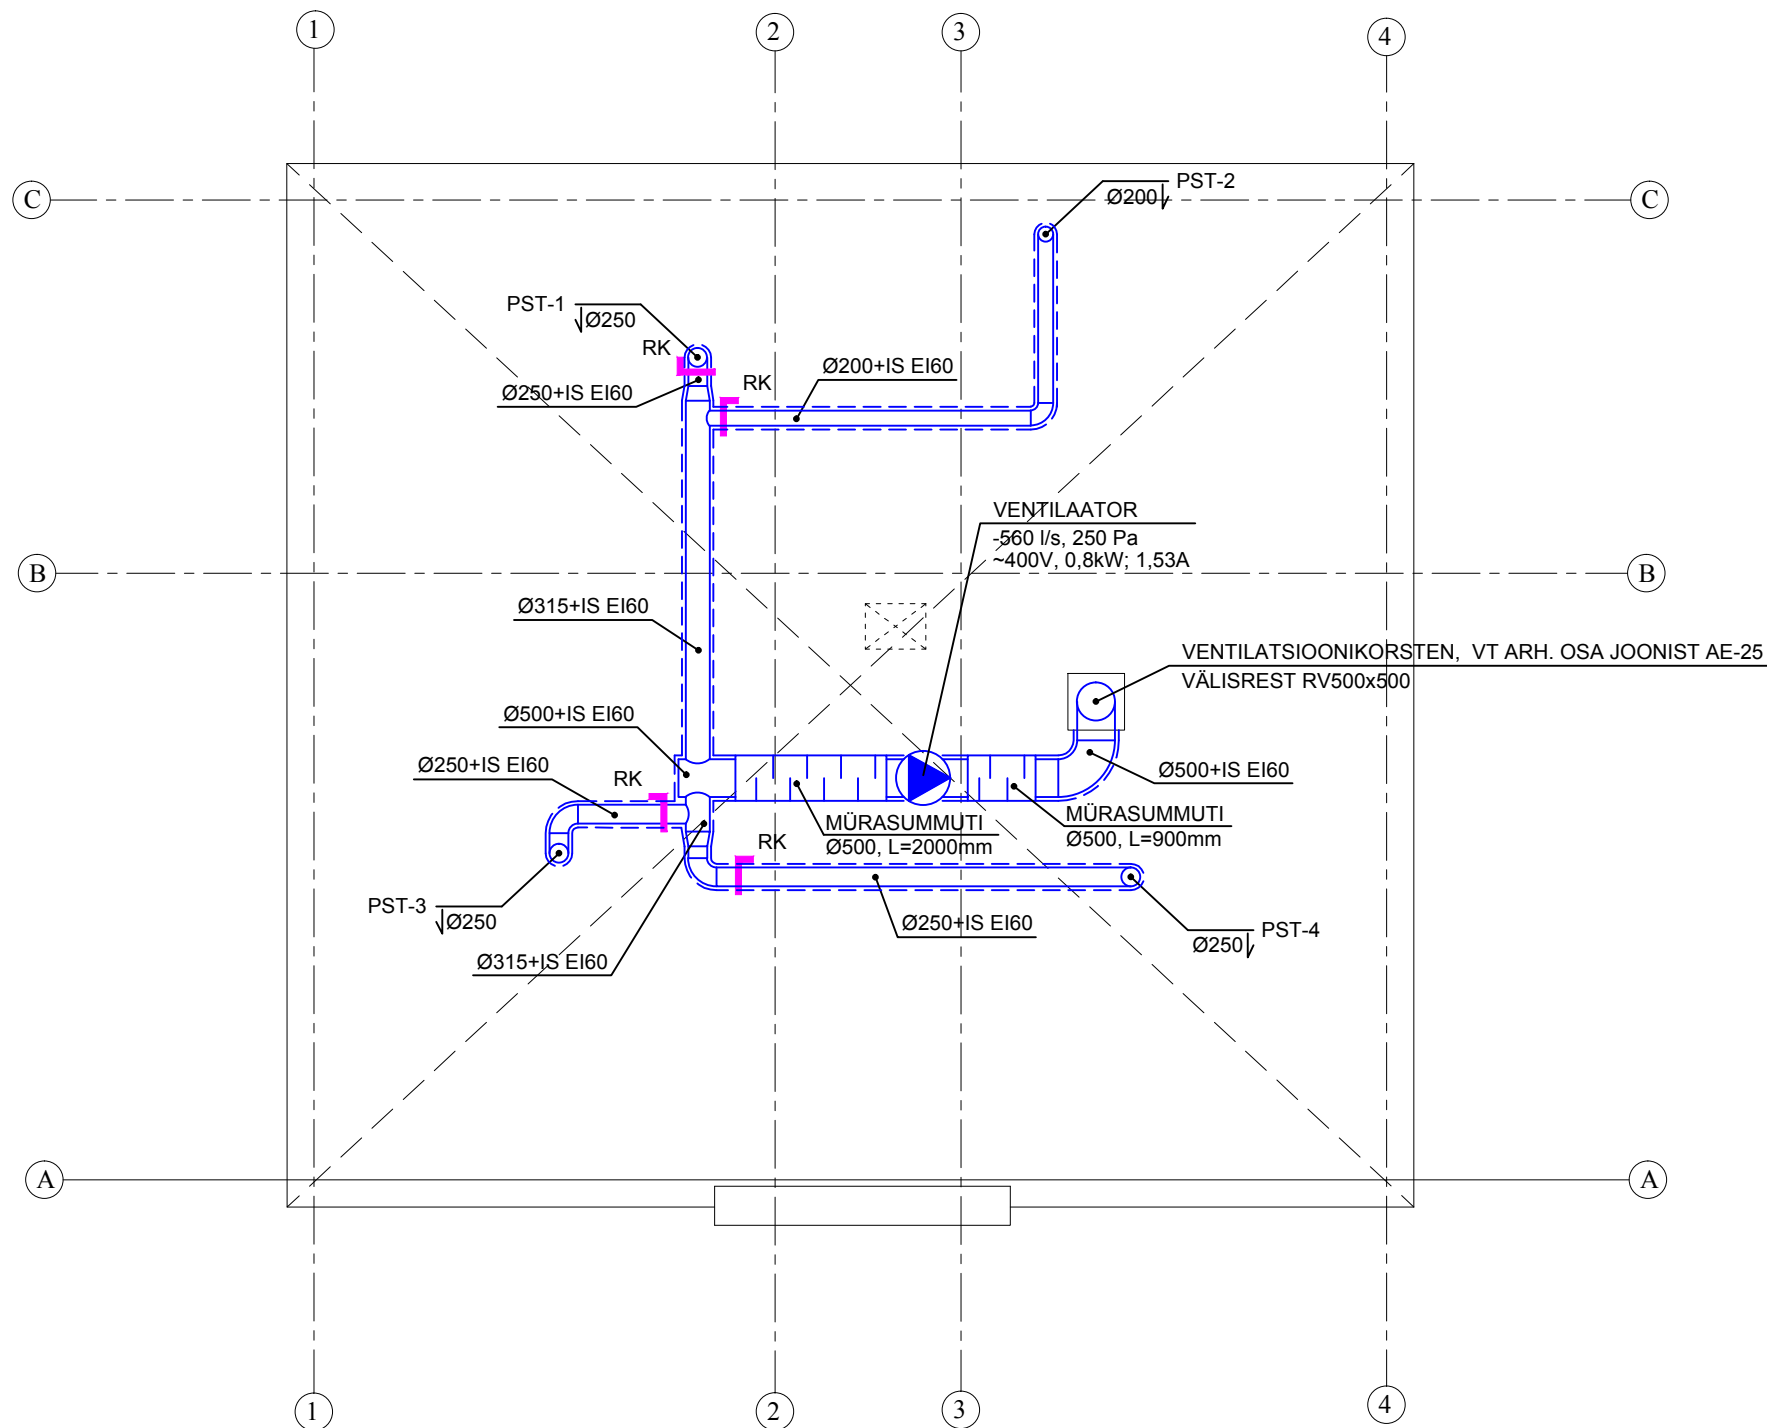 1
2
3
4
C
PST-2
Ø200
C
PST-1
Ø250
RK
Ø250+IS EI60
RK
Ø200+IS EI60
VENTILAATOR
-560 l/s, 250 Pa
~400V, 0,8kW; 1,53A
B
B
Ø315+IS EI60
VENTILATSIOONIKORSTEN, VT ARH. OSA JOONIST AE-25
VÄLISREST RV500x500
Ø500+IS EI60
Ø250+IS EI60
RK
Ø500+IS EI60
MÜRASUMMUTI
Ø500, L=2000mm
MÜRASUMMUTI
Ø500, L=900mm
RK
PST-3
Ø250
Ø250+IS EI60
PST-4
Ø250
Ø315+IS EI60
A
A
1
2
3
4